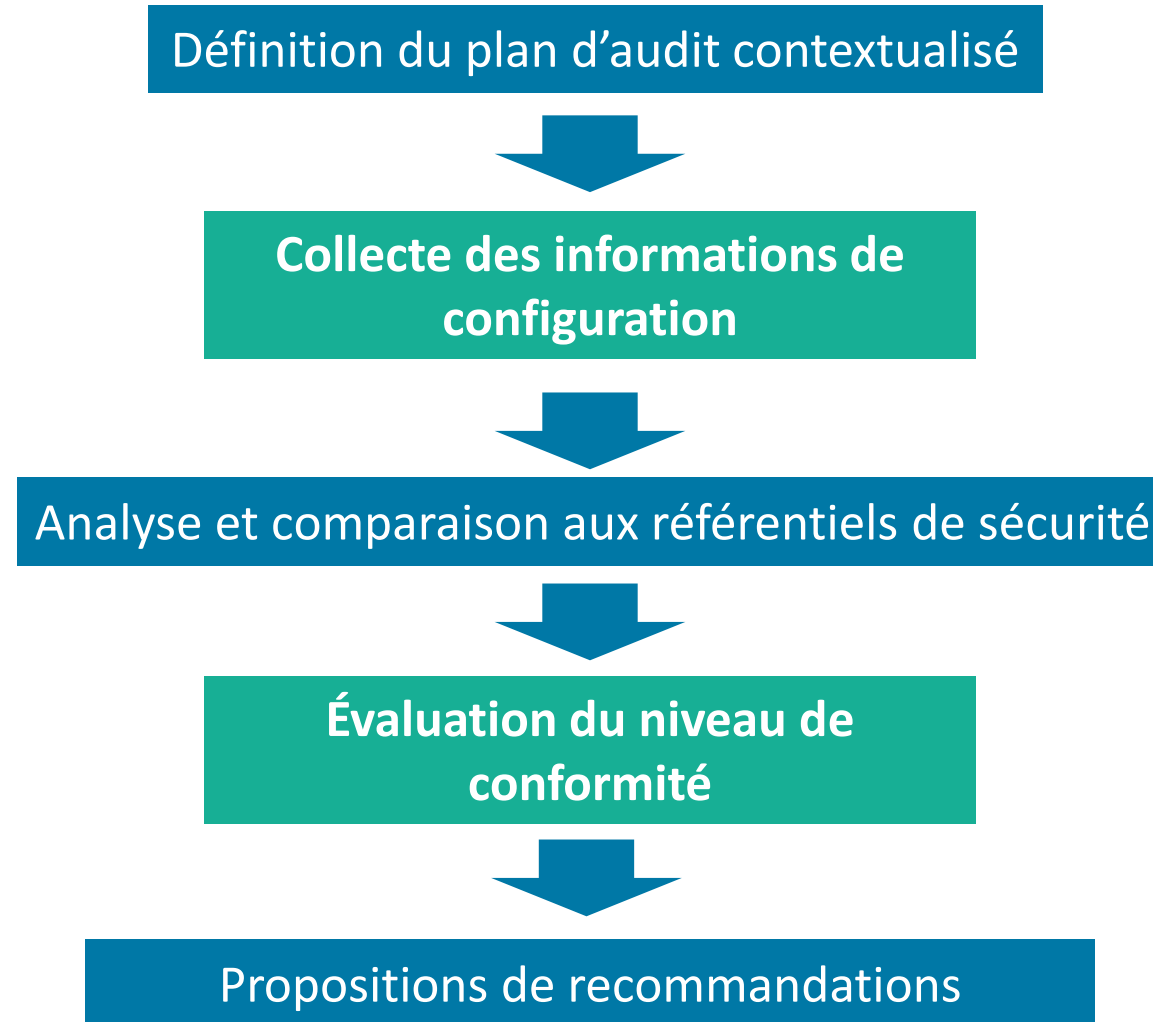 Définition du plan d’audit contextualisé
Collecte des informations de
configuration
Analyse et comparaison aux référentiels de sécurité
Évaluation du niveau de
conformité
Propositions de recommandations